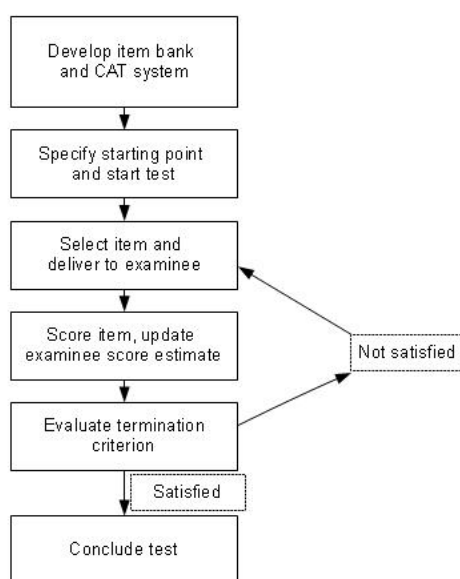 Develop item bank
and CAT system
Specify starting point
and start test
Select item and
deliver to examinee
Score item, update
examinee score estimate
Not satisfied
Evaluate termination
criterion
Satisfied
Conclude test